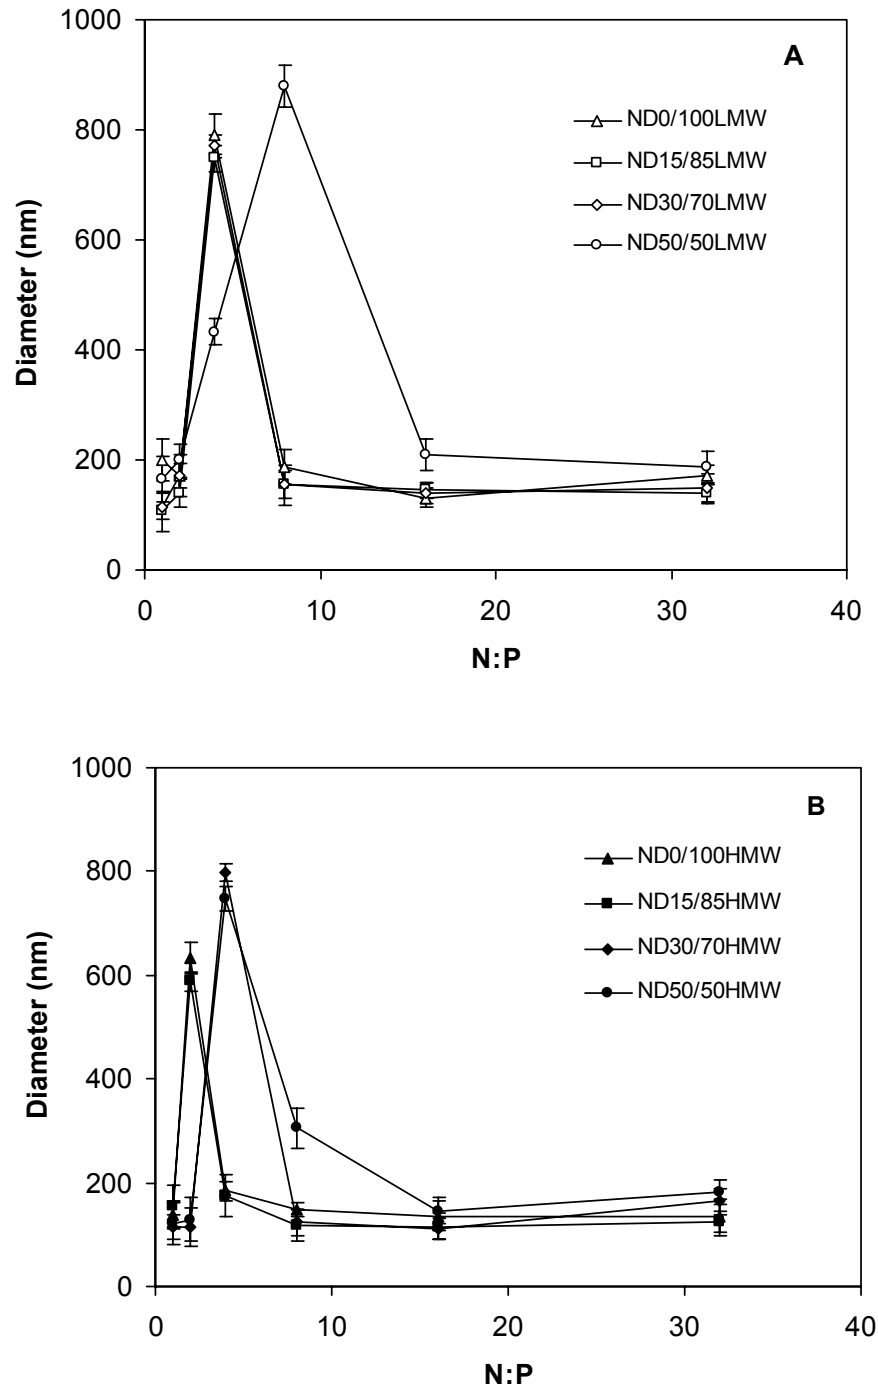 1000
A
ND0/100LMW
800
ND15/85LMW
ND30/70LMW
600
ND50/50LMW
Diameter (nm)
400
200
0
0 10 20 30 40
N:P
1000
B
ND0/100HMW
800
ND15/85HMW
ND30/70HMW
600
ND50/50HMW
Diameter (nm)
400
200
0
0 10 20 30 40
N:P